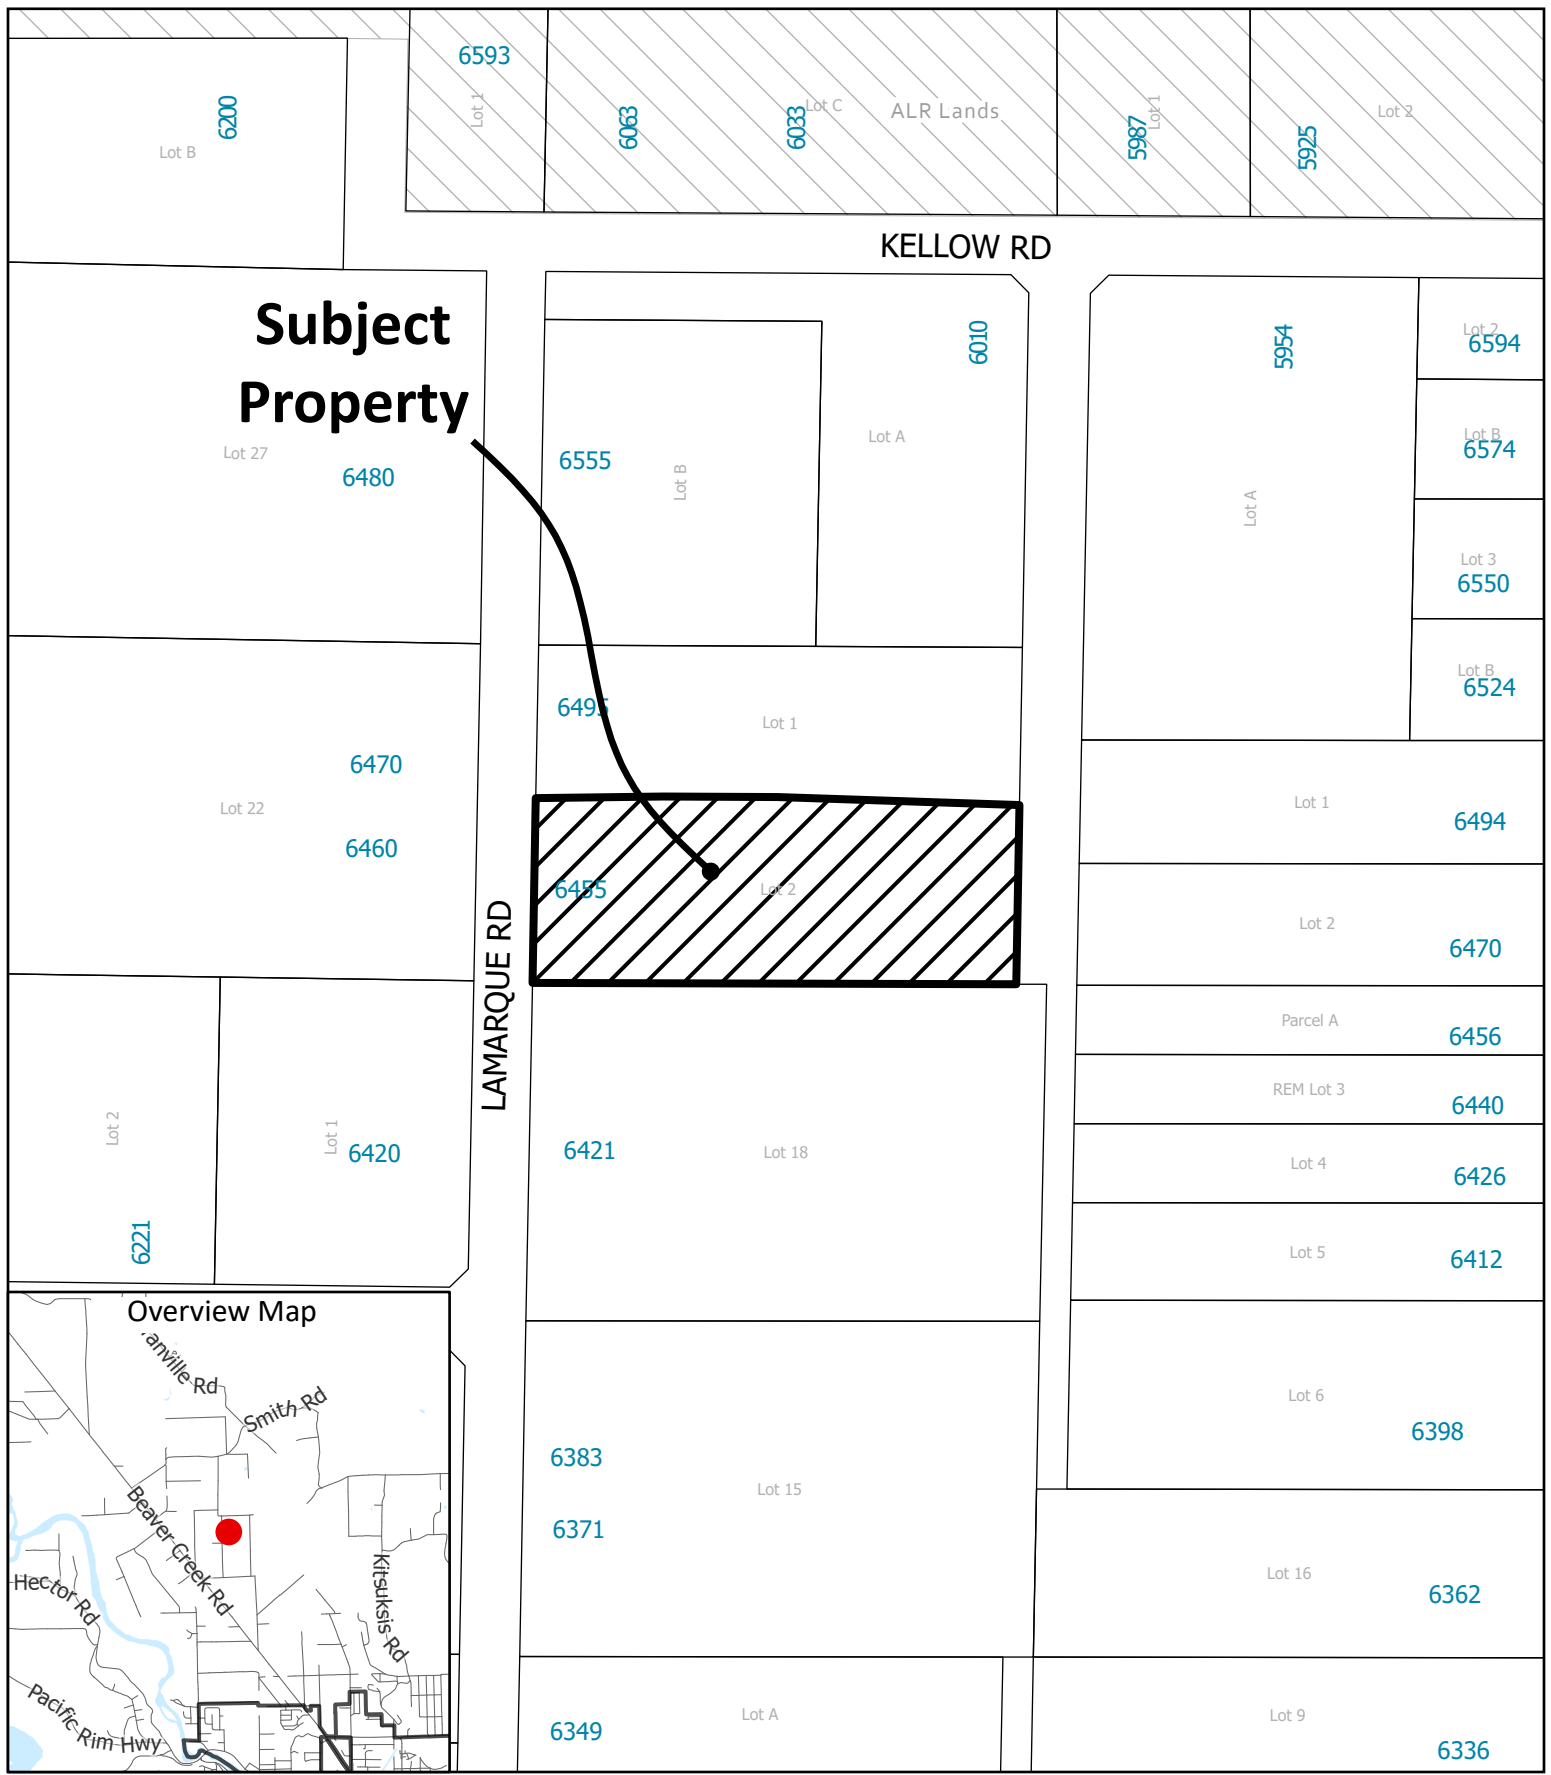 6593
6200
Lot B
Lot 1
6063
6033
Lot C
ALR Lands
5987
Lot 1
5925
Lot 2
KELLOW RD
Subject
Property
Lot 27
6480
6555
Lot B
Lot A
6010
5954
Lot A
Lot 2
6594
Lot B
6574
Lot 3
6550
Lot B
6524
6495
Lot 1
6470
Lot 22
6460
6455
Lot 2
LAMARQUE RD
Lot 1
6494
Lot 2
6470
Parcel A
6456
REM Lot 3
6440
Lot 4
6426
Lot 5
6412
Lot 2
6221
Lot 1
6420
6421
Lot 18
Lot 6
6398
6383
Lot 15
6371
Lot 16
6362
Lot A
6349
Lot 9
6336
Overview Map
anville Rd
Smith Rd
Beaver Creek Rd
Hector Rd
Kitsuksis Rd
Pacific Rim Hwy